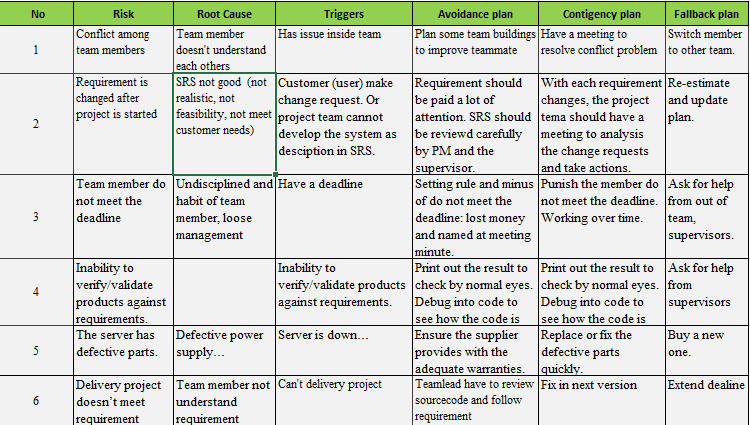 No Risk Root Cause Triggers Avoidance plan Contigency plan Fallback plan
1
Conflict among
team members
Team member
doesn't understand
each others
Has issue inside team
Plan some team buildings
to improve teammate
Have a meeting to
resolve conflict problem
Switch member
to other team.
2
Requirement is
changed after
project is started
SRS not good (not
realistic, not
feasibility, not meet
customer needs)
Customer (user) make
change request. Or
project team cannot
develop the system as
desciption in SRS.
Requirement should
be paid a lot of
attention. SRS should
be reviewd carefully
by PM and the
supervisor.
With each requirement
changes, the project
tema should have a
meeting to analysis
the change requests
and take actions.
Re-estimate
and update
plan.
3
Team member do
not meet the
deadline
Undisciplined and
habit of team
member, loose
management
Have a deadline
Setting rule and minus
of do not meet the
deadline: lost money
and named at meeting
minute.
Punish the member do
not meet the deadline.
Working over time.
Ask for help
from out of
team,
supervisors.
4
Inability to
verify/validate
products against
requirements.
Inability to
verify/validate products
against requirements.
Print out the result to
check by normal eyes.
Debug into code to
see how the code is
Print out the result to
check by normal eyes.
Debug into code to
see how the code is
Ask for help
from
supervisors
5
The server has
defective parts.
Defective power
supply…
Server is down…
Ensure the supplier
provides with the
adequate warranties.
Replace or fix the
defective parts
quickly.
Buy a new
one.
6
Delivery project
doesn't meet
requirement
Team member not
understand
requirement
Can't delivery project
Teamlead have to review
sourcecode and follow
requirement
Fix in next version
Extend dealine